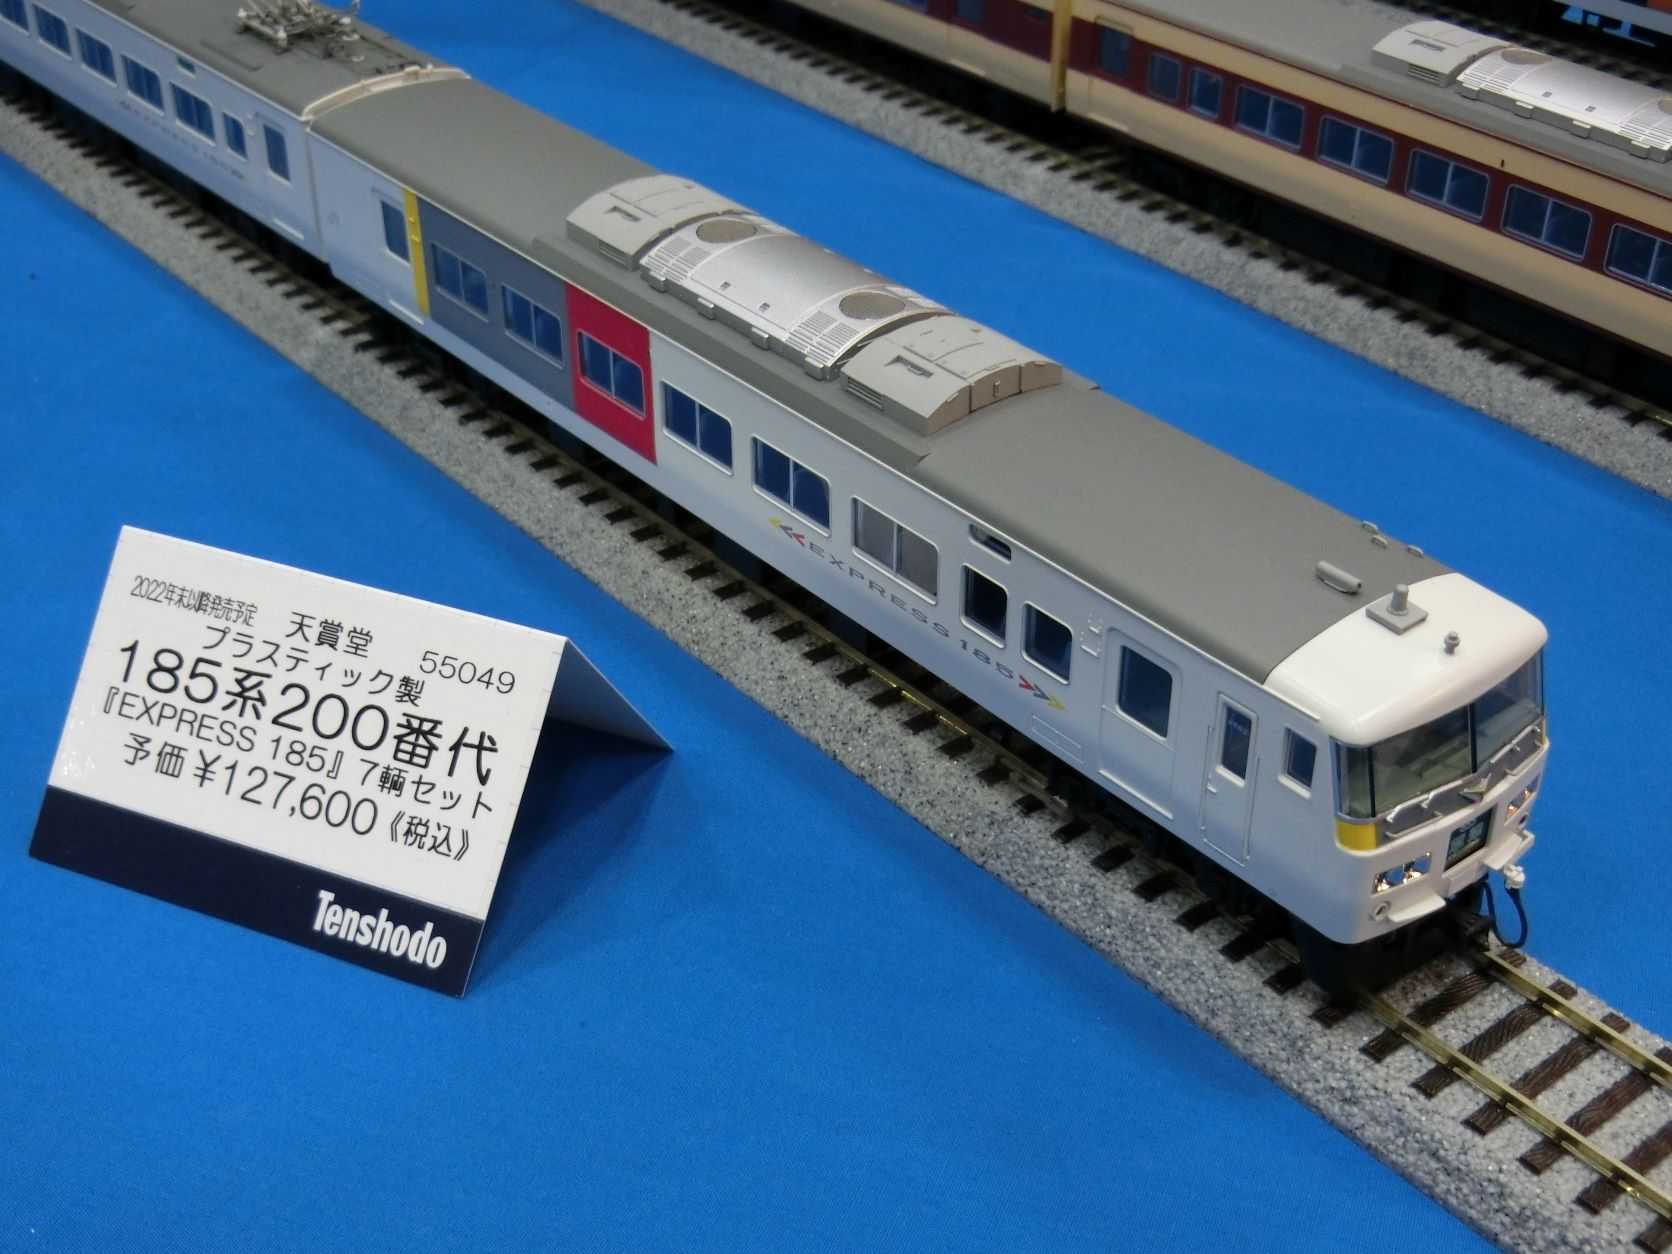 2022年末以降発売予定 天賞堂
プラスティック製 55049
185系200番代
『EXPRESS 185』 7輌セット
予価 ¥127,600《税込》
Tenshodo
EXPRESS 185